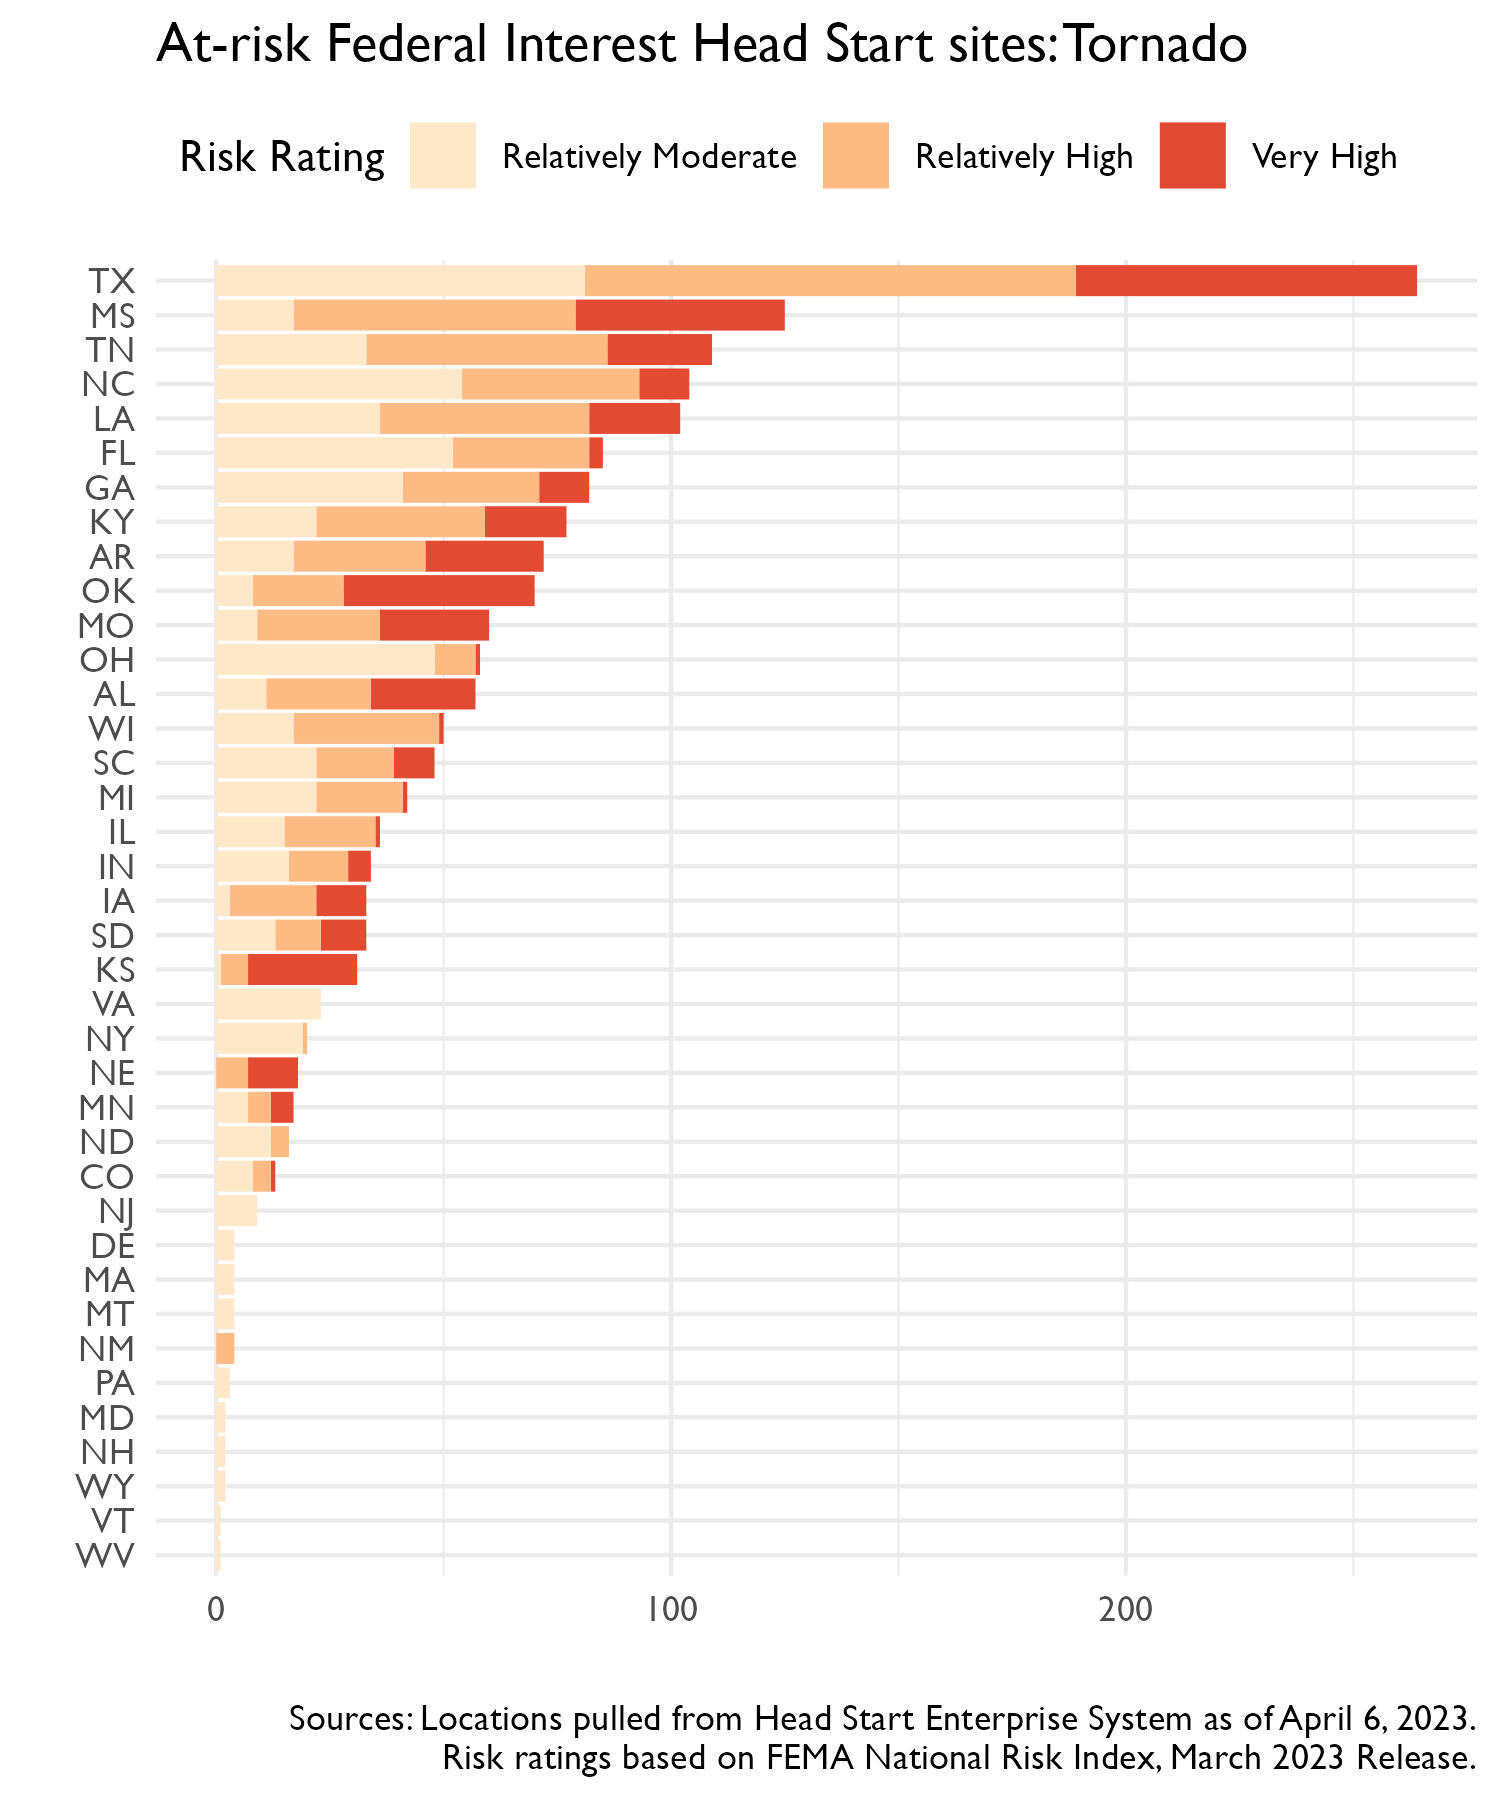 At-risk Federal Interest Head Start sites: Tornado
Risk Rating Relatively Moderate Relatively High Very High
TX
MS
TN
NC
LA
FL
GA
KY
AR
OK
MO
OH
AL
WI
SC
MI
IL
IN
IA
SD
KS
VA
NY
NE
MN
ND
CO
NJ
DE
MA
MT
NM
PA
MD
NH
WY
VT
WV
0 100 200
Sources: Locations pulled from Head Start Enterprise System as of April 6, 2023.
Risk ratings based on FEMA National Risk Index, March 2023 Release.